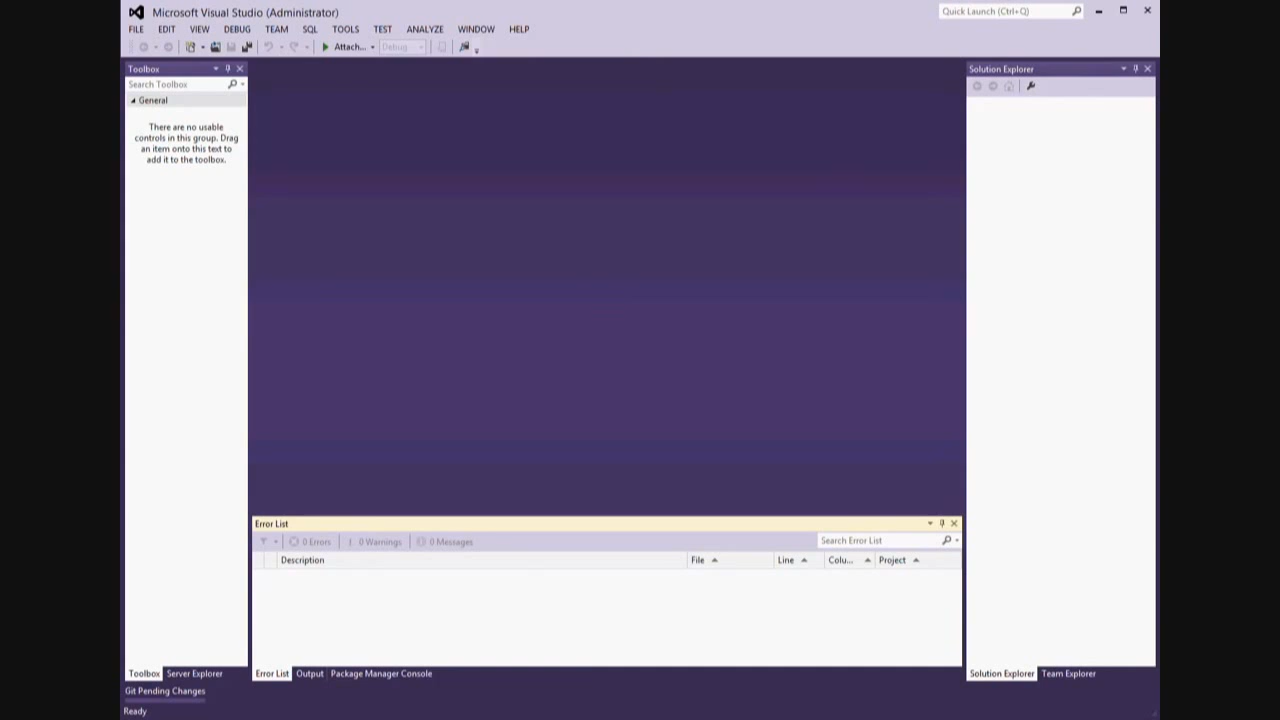 Microsoft Visual Studio (Administrator)
Quick Launch (Ctrl+Q)
FILE EDIT VIEW DEBUG TEAM SQL TOOLS TEST ANALYZE WINDOW HELP
Attach... Debug
Toolbox
Solution Explorer
Search Toolbox
General
There are no usable
controls in this group. Drag
an item onto this text to
add it to the toolbox.
Error List
0 Errors 0 Warnings 0 Messages
Search Error List
Description File Line Colu... Project
Toolbox Server Explorer
Error List Output Package Manager Console
Solution Explorer Team Explorer
Git Pending Changes
Ready